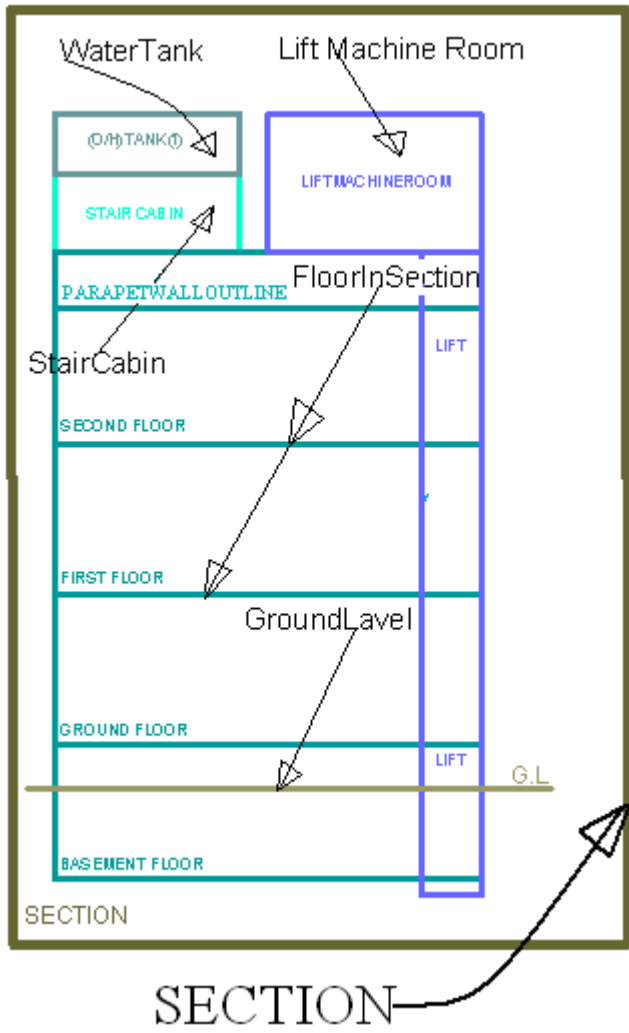 WaterTank
Lift Machine Room
(O/H)TANK(1)
LIFTMACHINEROOM
STAIR CABIN
FloorInSection
PARAPETWALLOUTLINE
LIFT
StairCabin
SECOND FLOOR
FIRST FLOOR
GroundLavel
GROUND FLOOR
LIFT
G.L
BASEMENT FLOOR
SECTION
SECTION